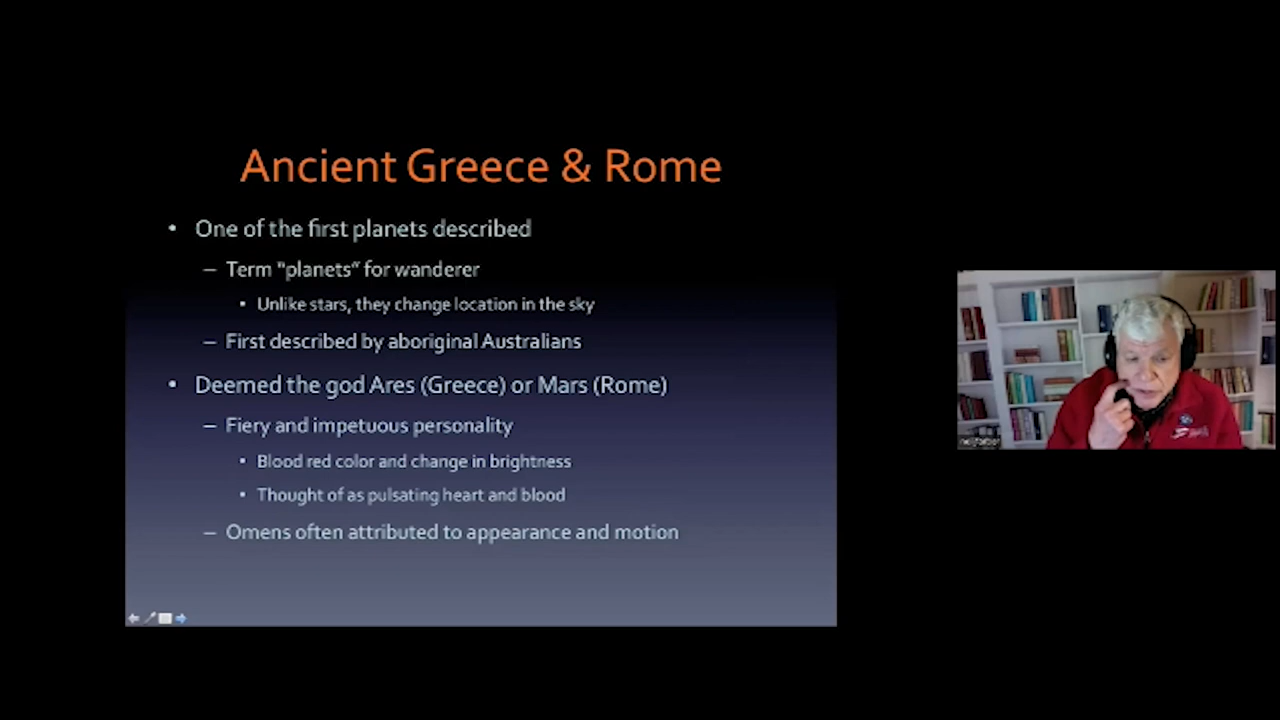 Ancient Greece & Rome
• One of the first planets described
– Term “planets” for wanderer
• Unlike stars, they change location in the sky
– First described by aboriginal Australians
• Deemed the god Ares (Greece) or Mars (Rome)
– Fiery and impetuous personality
• Blood red color and change in brightness
• Thought of as pulsating heart and blood
– Omens often attributed to appearance and motion